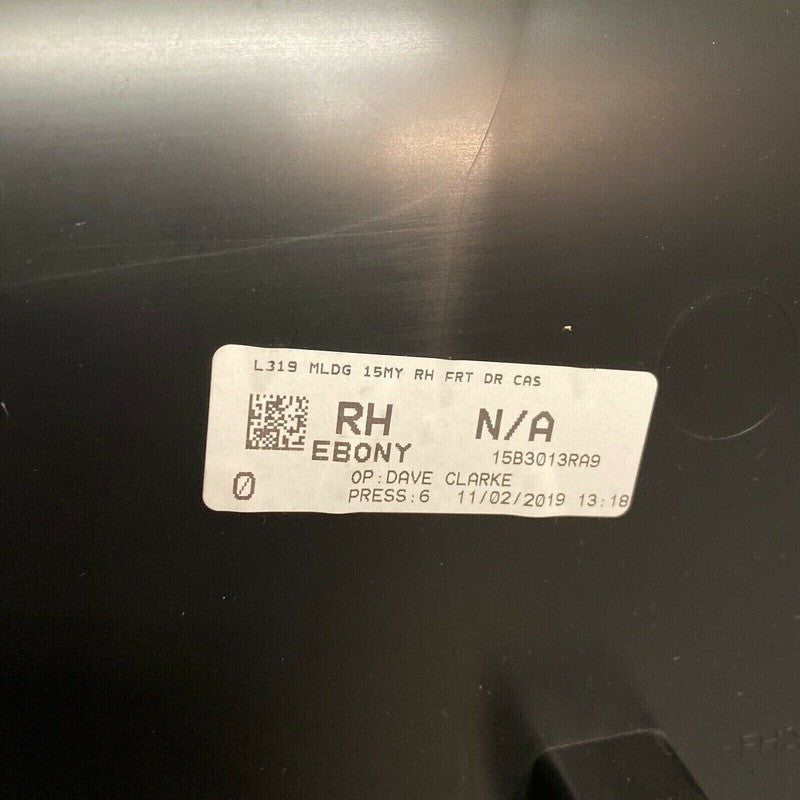 L319 MLDG 15MY RH FRT DR CAS
RH N/A
EBONY 15B3013RA9
OP:DAVE CLARKE
0 PRESS:6 11/02/2019 13:18